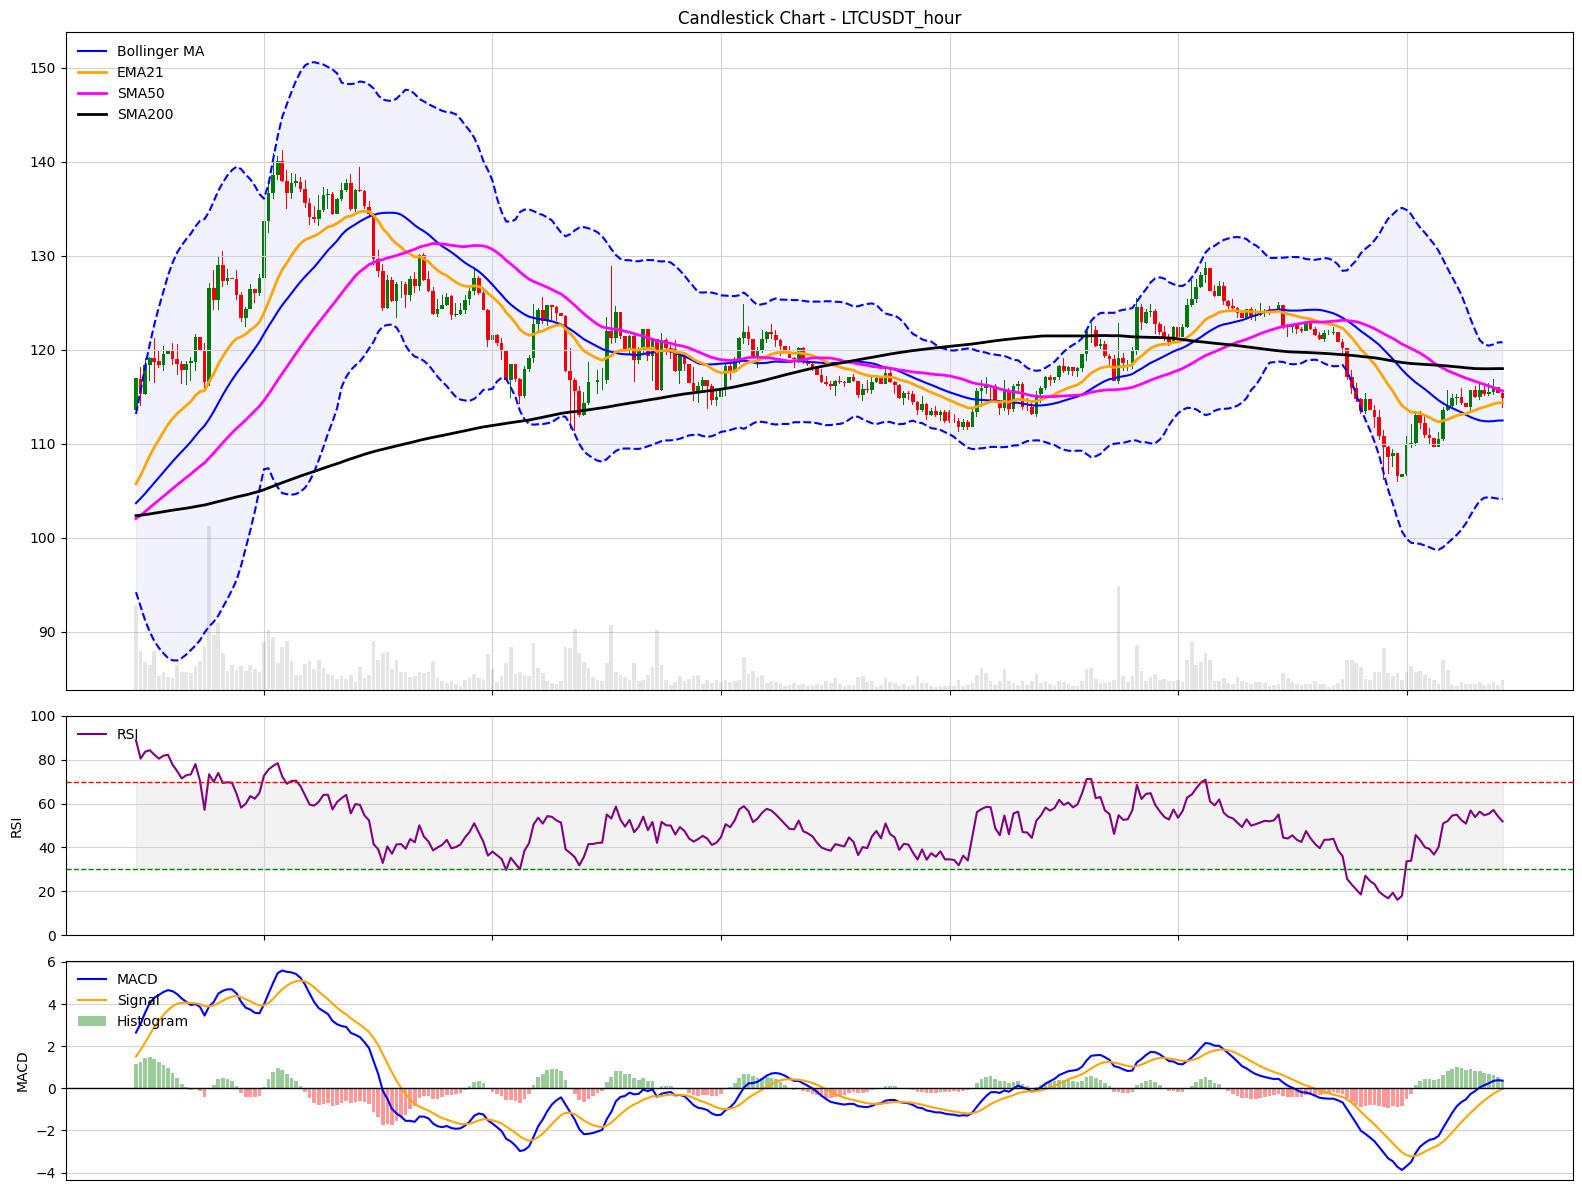 Candlestick Chart - LTCUSDT_hour
Bollinger MA
EMA21
SMA50
SMA200
150
140
130
120
110
100
90
RSI
100
80
60
40
20
0
RSI
MACD
Signal
Histogram
6
4
2
0
−2
−4
MACD